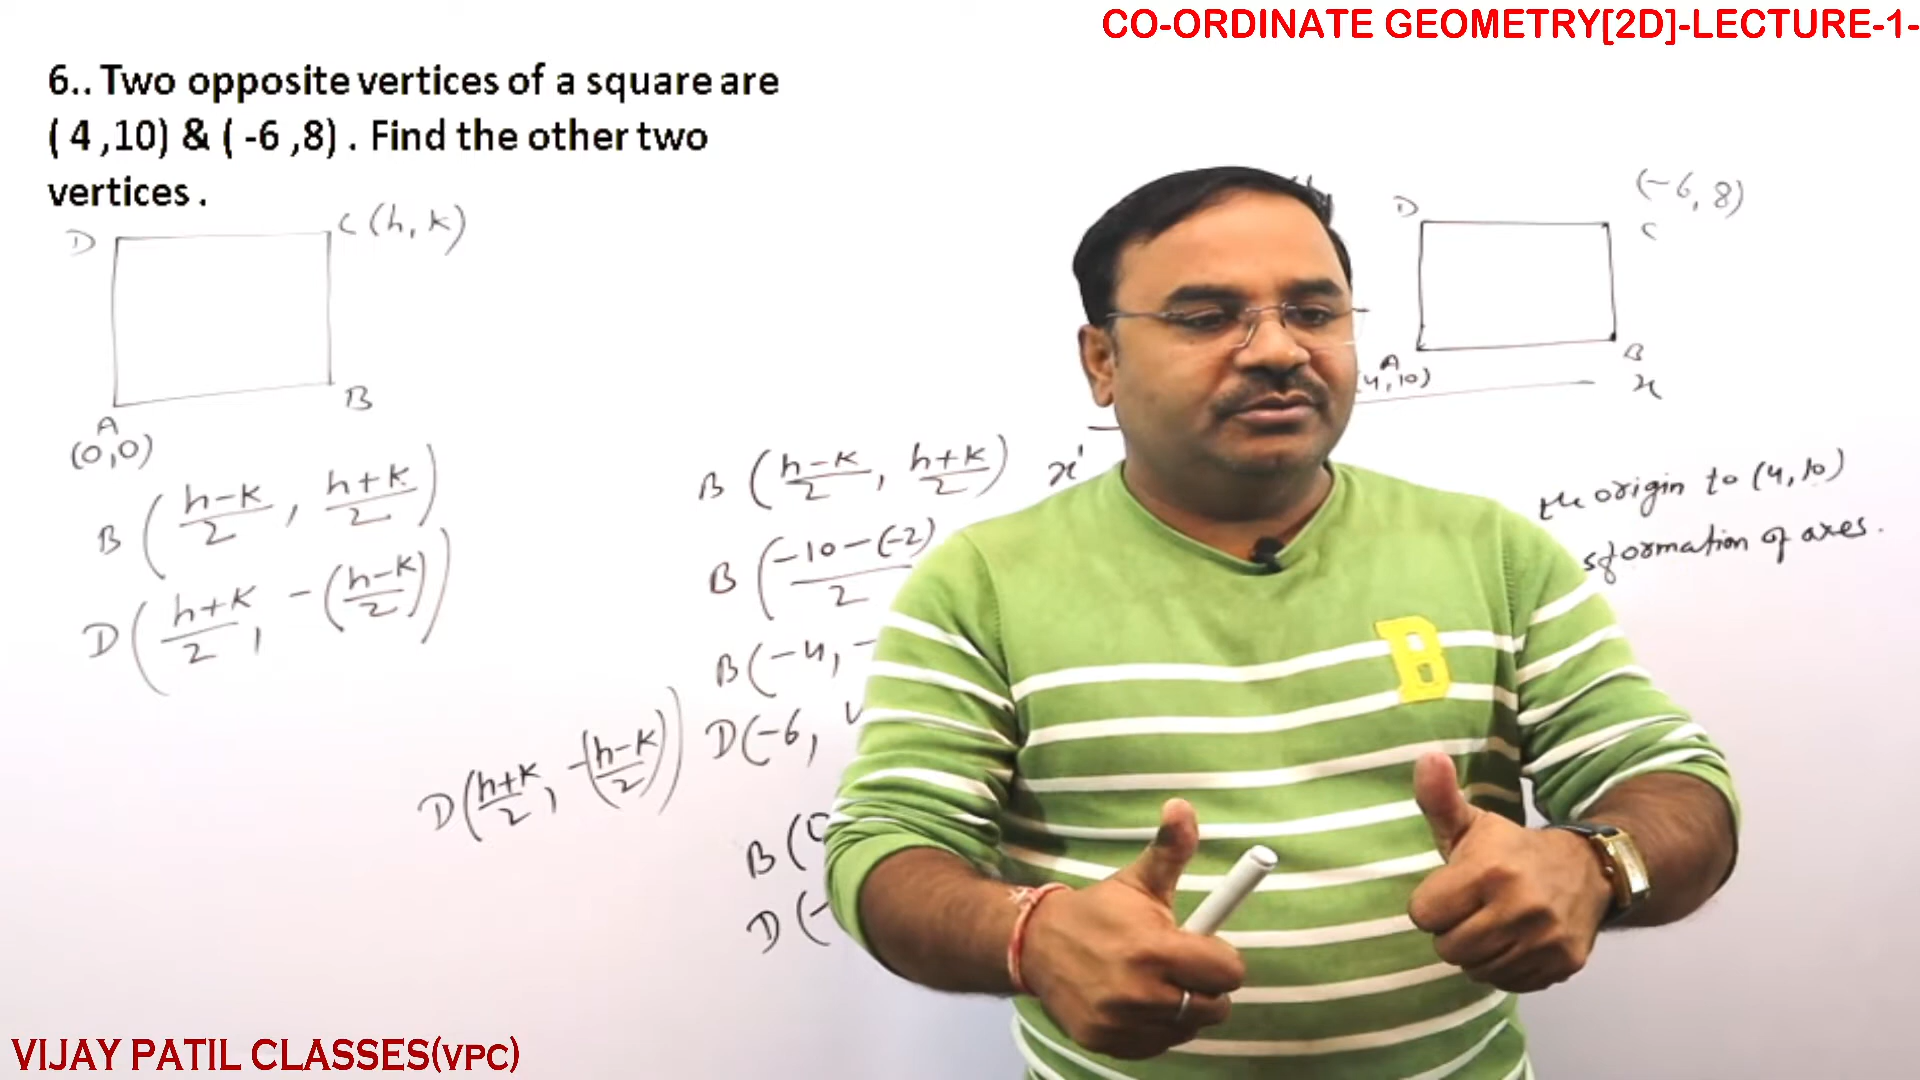 CO-ORDINATE GEOMETRY[2D]-LECTURE-1-
6.. Two opposite vertices of a square are
( 4 ,10) & ( -6 ,8) . Find the other two
vertices .
D C (h, k)
A B
(0,0)
B (h-k/2, h+k/2)
D (h+k/2, -(h-k/2))
B (h-k/2, h+k/2) x'
B (-10-(-2)/2
B (-4, -
D (h+k/2, -(h-k/2)) D (-6,
B (
D (-
D (-6, 8)
C
A B
(4,10) x
the origin to (4,10)
sformation of axes.
B
VIJAY PATIL CLASSES(VPC)